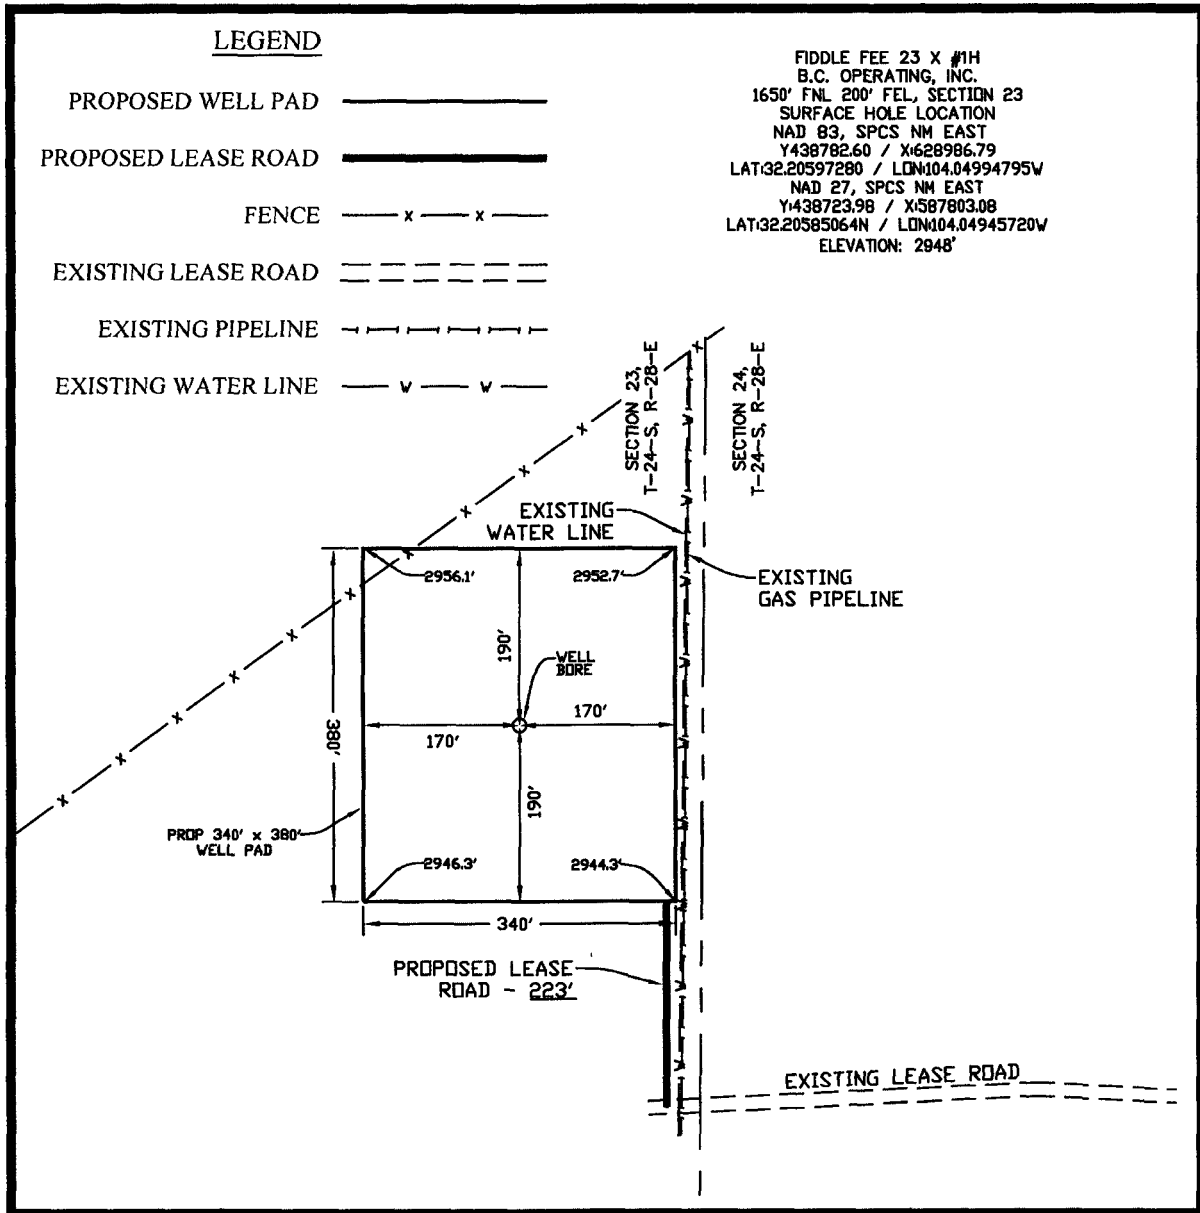 LEGEND
PROPOSED WELL PAD
PROPOSED LEASE ROAD
FENCE x x
EXISTING LEASE ROAD
EXISTING PIPELINE
EXISTING WATER LINE w w
FIDDLE FEE 23 X #1H
B.C. OPERATING, INC.
1650' FNL 200' FEL, SECTION 23
SURFACE HOLE LOCATION
NAD 83, SPCS NM EAST
Y:438782.60 / X:628986.79
LAT:32.20597280 / LON:104.04994795W
NAD 27, SPCS NM EAST
Y:438723.98 / X:587803.08
LAT:32.20585064N / LON:104.04945720W
ELEVATION: 2948'
SECTION 23,
T-24-S, R-28-E
SECTION 24,
T-24-S, R-28-E
EXISTING
WATER LINE
EXISTING
GAS PIPELINE
2956.1'
2952.7'
190'
WELL
BORE
170'
170'
380'
190'
PROP 340' x 380'
WELL PAD
2946.3'
2944.3'
340'
PROPOSED LEASE
ROAD - 223'
EXISTING LEASE ROAD